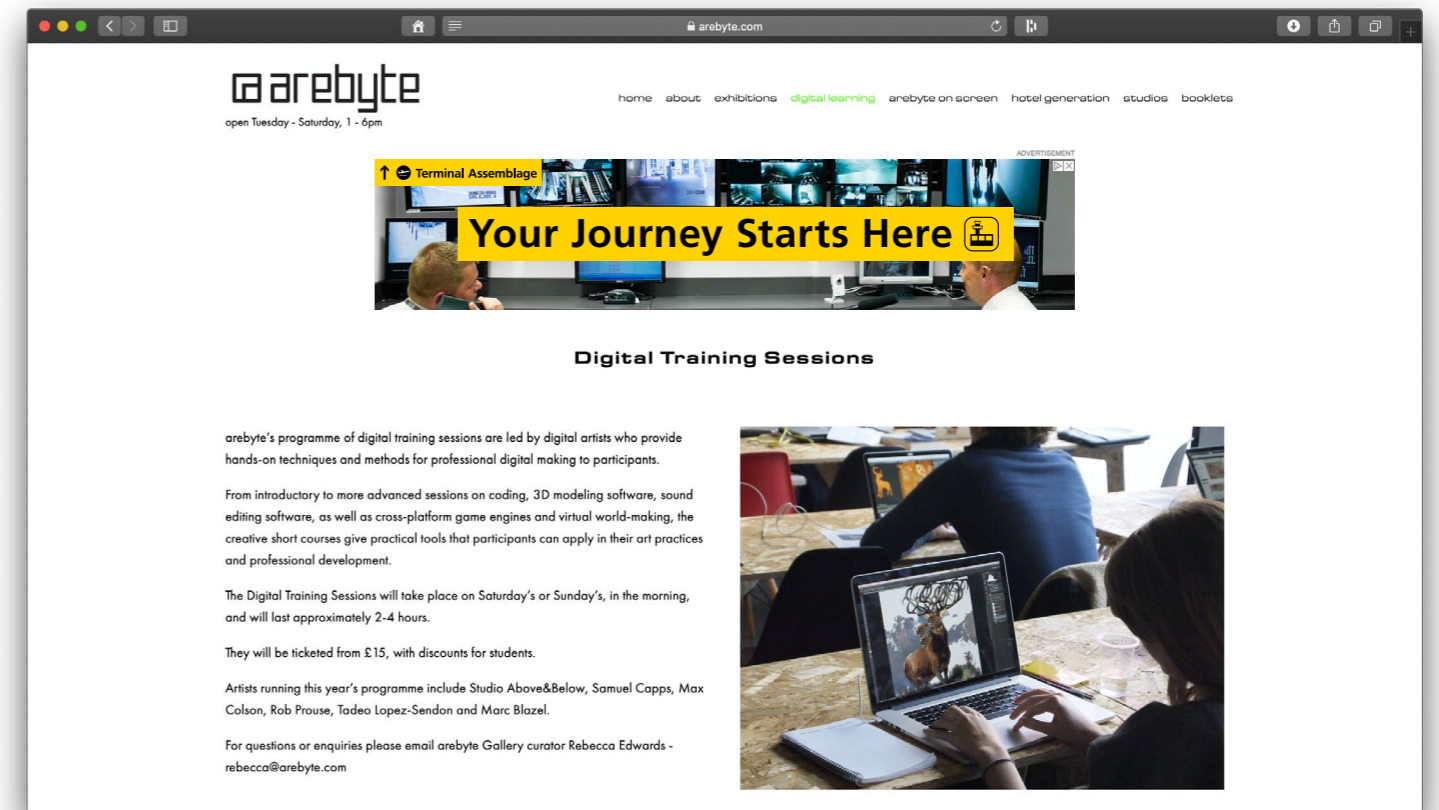 arebyte.com
arebyte
open Tuesday - Saturday, 1 - 6pm
home about exhibitions digital learning arebyte on screen hotel generation studios booklets
ADVERTISEMENT
Terminal Assemblage
Your Journey Starts Here
Digital Training Sessions
arebyte's programme of digital training sessions are led by digital artists who provide
hands-on techniques and methods for professional digital making to participants.
From introductory to more advanced sessions on coding, 3D modeling software, sound
editing software, as well as cross-platform game engines and virtual world-making, the
creative short courses give practical tools that participants can apply in their art practices
and professional development.
The Digital Training Sessions will take place on Saturday's or Sunday's, in the morning,
and will last approximately 2-4 hours.
They will be ticketed from £15, with discounts for students.
Artists running this year's programme include Studio Above&Below, Samuel Capps, Max
Colson, Rob Prouse, Tadeo Lopez-Sendon and Marc Blazel.
For questions or enquiries please email arebyte Gallery curator Rebecca Edwards -
rebecca@arebyte.com